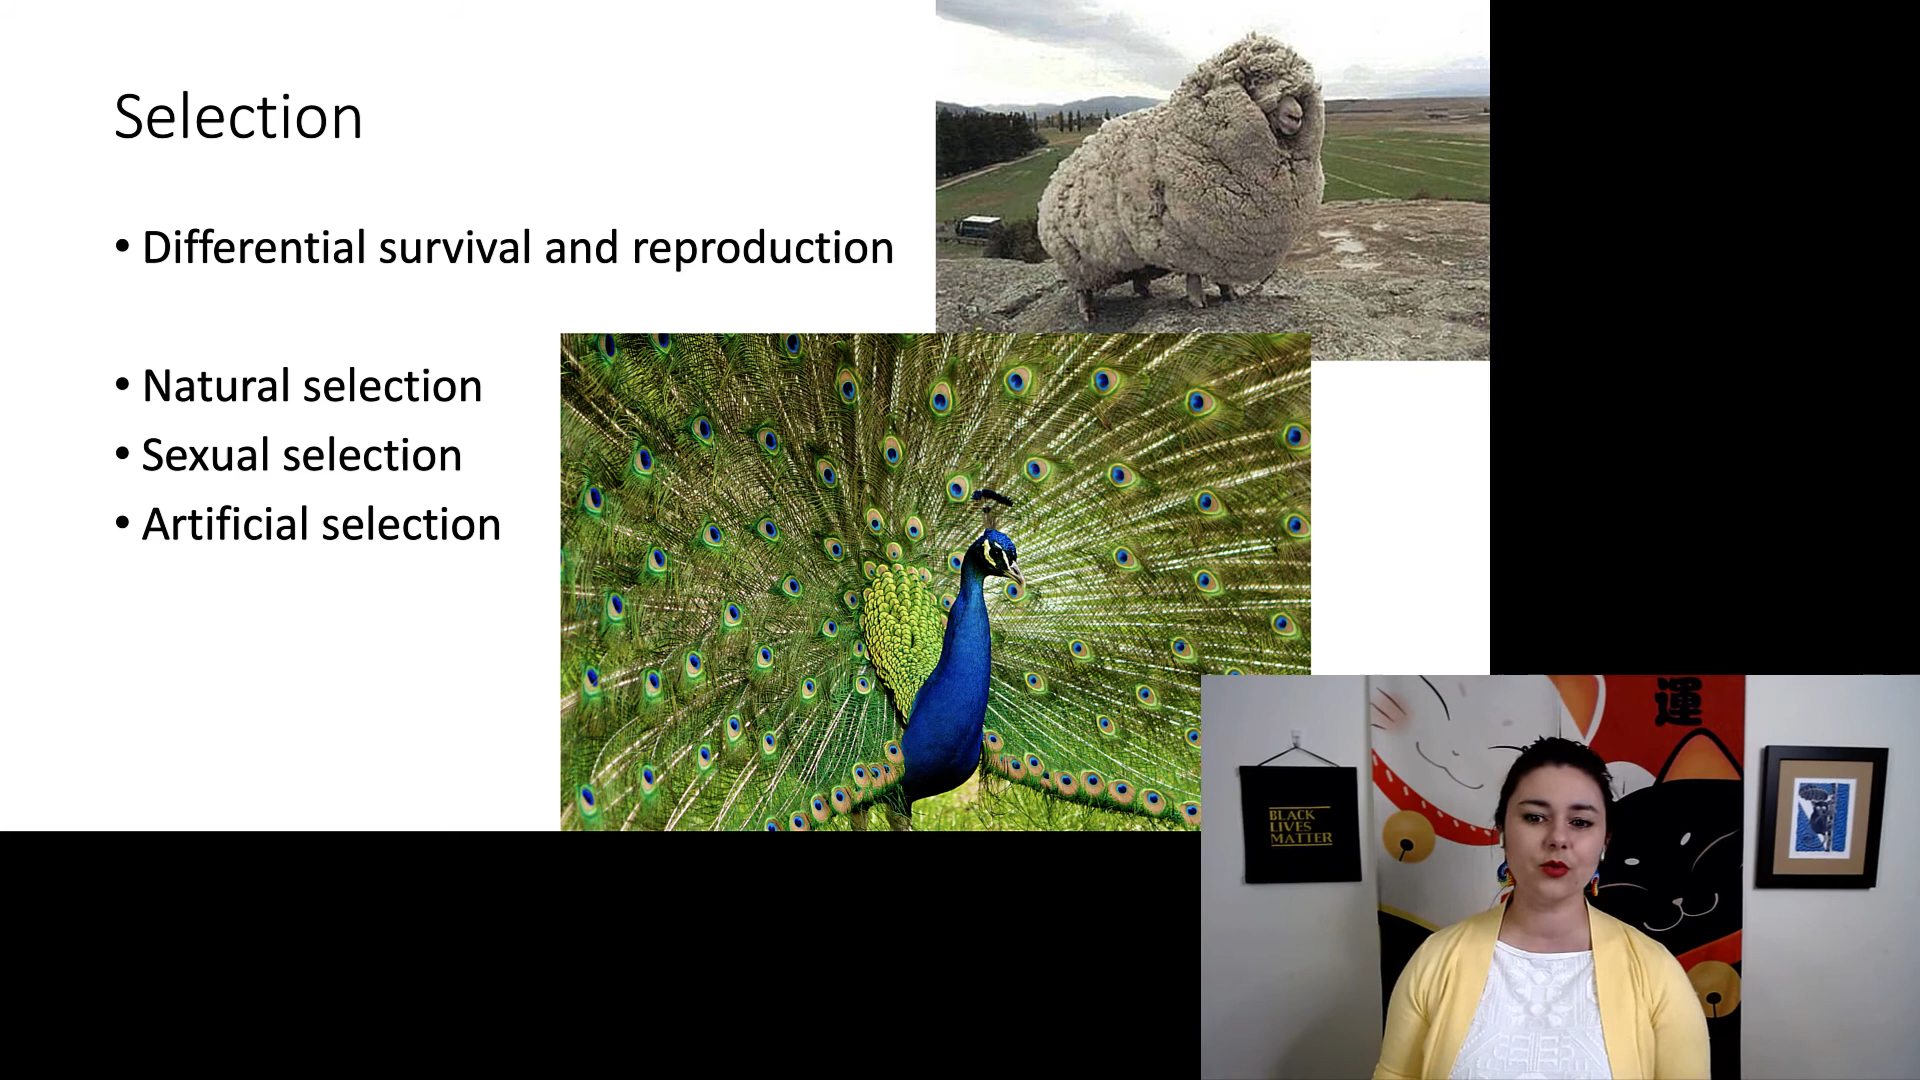 Selection
• Differential survival and reproduction
• Natural selection
• Sexual selection
• Artificial selection
運
BLACK
LIVES
MATTER